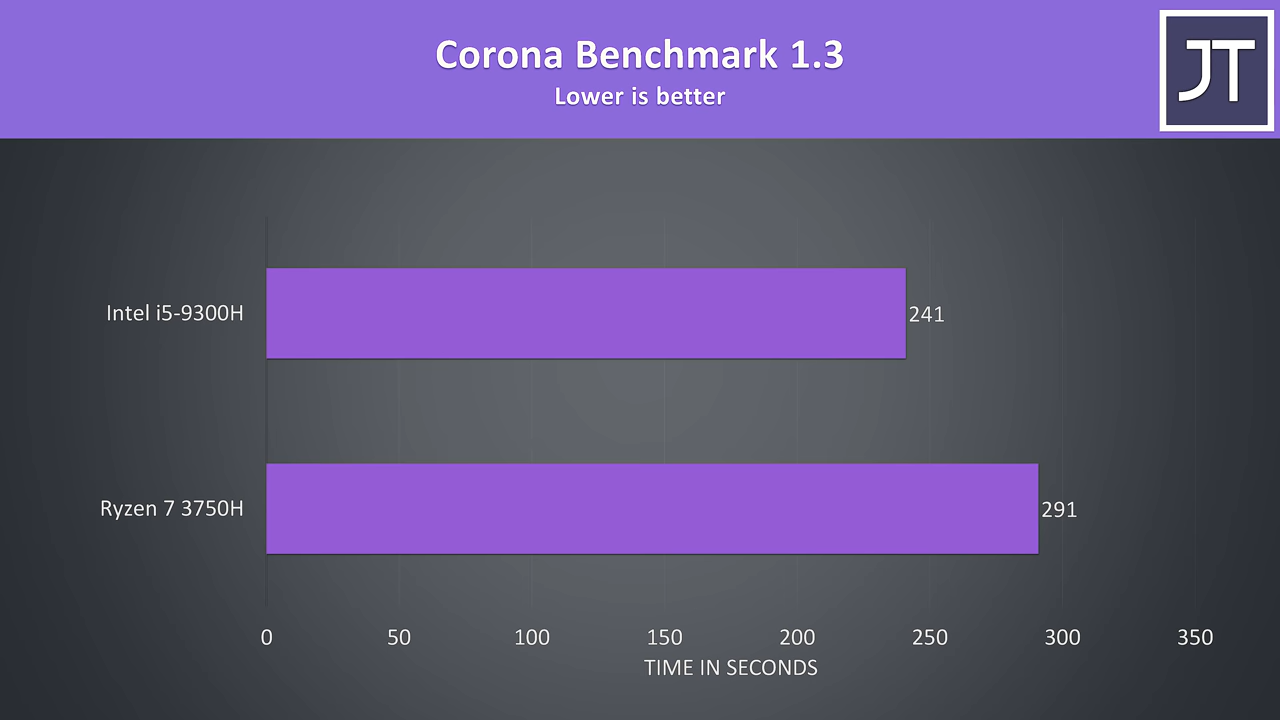 Corona Benchmark 1.3
Lower is better
JT
Intel i5-9300H
241
Ryzen 7 3750H
291
0 50 100 150 200 250 300 350
TIME IN SECONDS